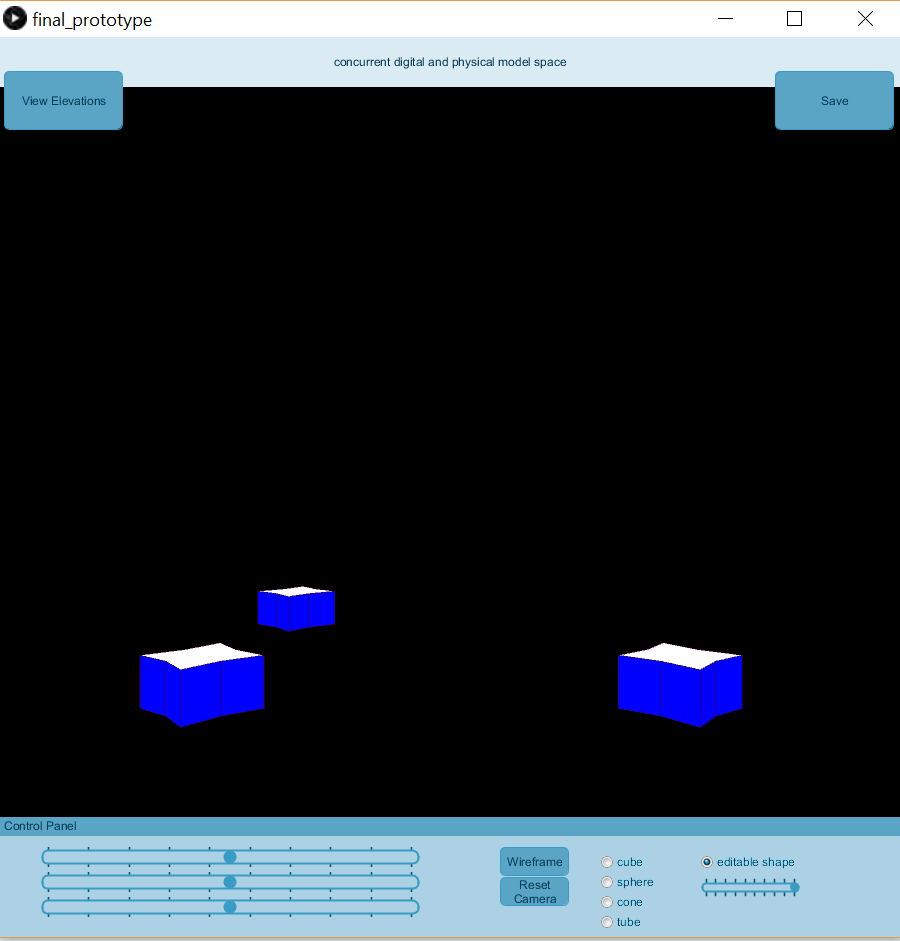 final_prototype
concurrent digital and physical model space
View Elevations
Save
Control Panel
Wireframe
Reset
Camera
cube
sphere
cone
tube
editable shape